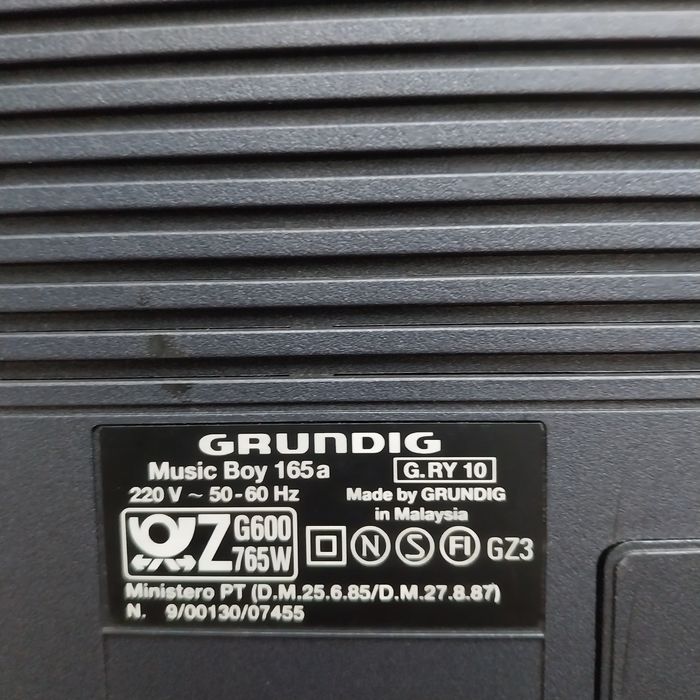 GRUNDIG
Music Boy 165a G.RY 10
220 V ~ 50-60 Hz Made by GRUNDIG
in Malaysia
Z G600
765W
N S FI GZ3
Ministero PT (D.M.25.6.85/D.M.27.8.87)
N. 9/00130/07455